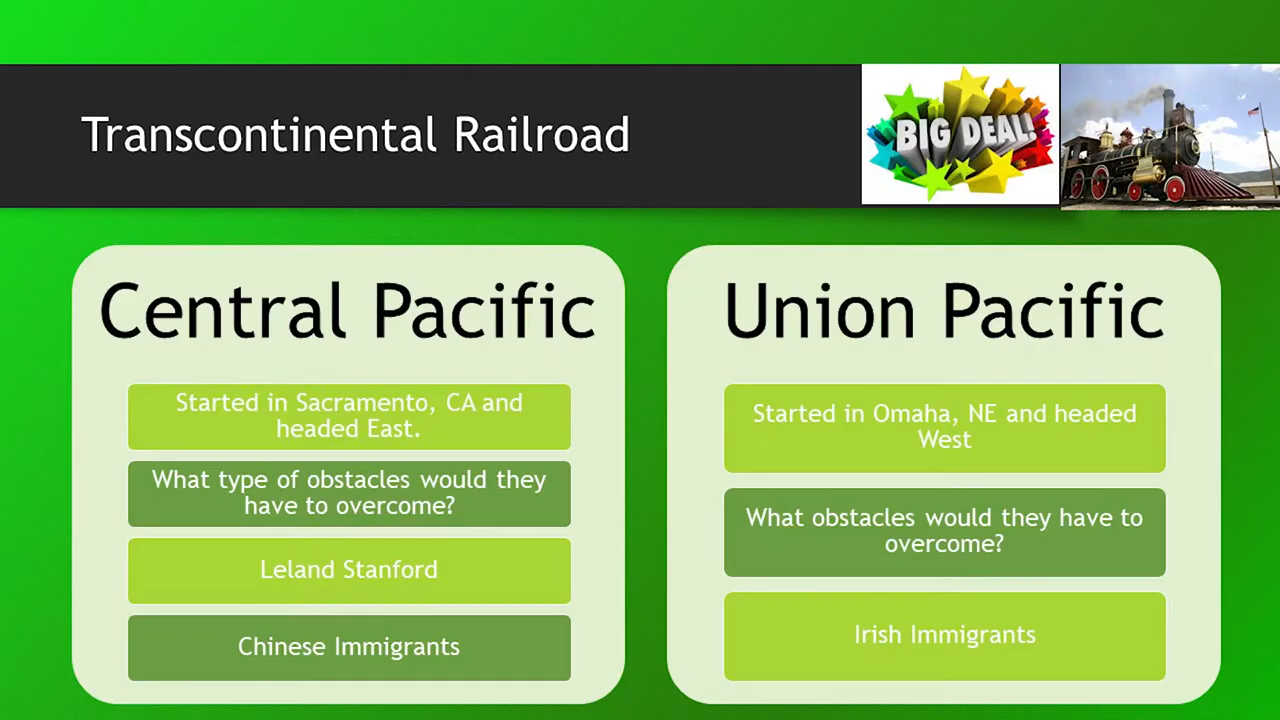 Transcontinental Railroad
BIG DEAL!
Central Pacific
Started in Sacramento, CA and
headed East.
What type of obstacles would they
have to overcome?
Leland Stanford
Chinese Immigrants
Union Pacific
Started in Omaha, NE and headed
West
What obstacles would they have to
overcome?
Irish Immigrants